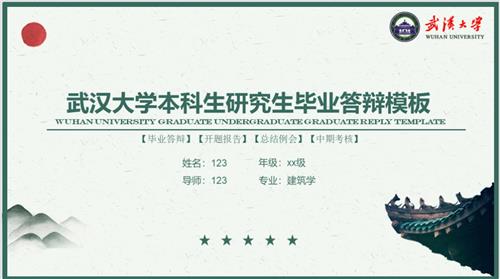 武漢大学
WUHAN UNIVERSITY
武汉大学本科生研究生毕业答辩模板
WUHAN UNIVERSITY GRADUATE UNDERGRADUATE GRADUATE REPLY TEMPLATE
【毕业答辩】【开题报告】【总结例会】【中期考核】
姓名：123 年级：xx级
导师：123 专业：建筑学